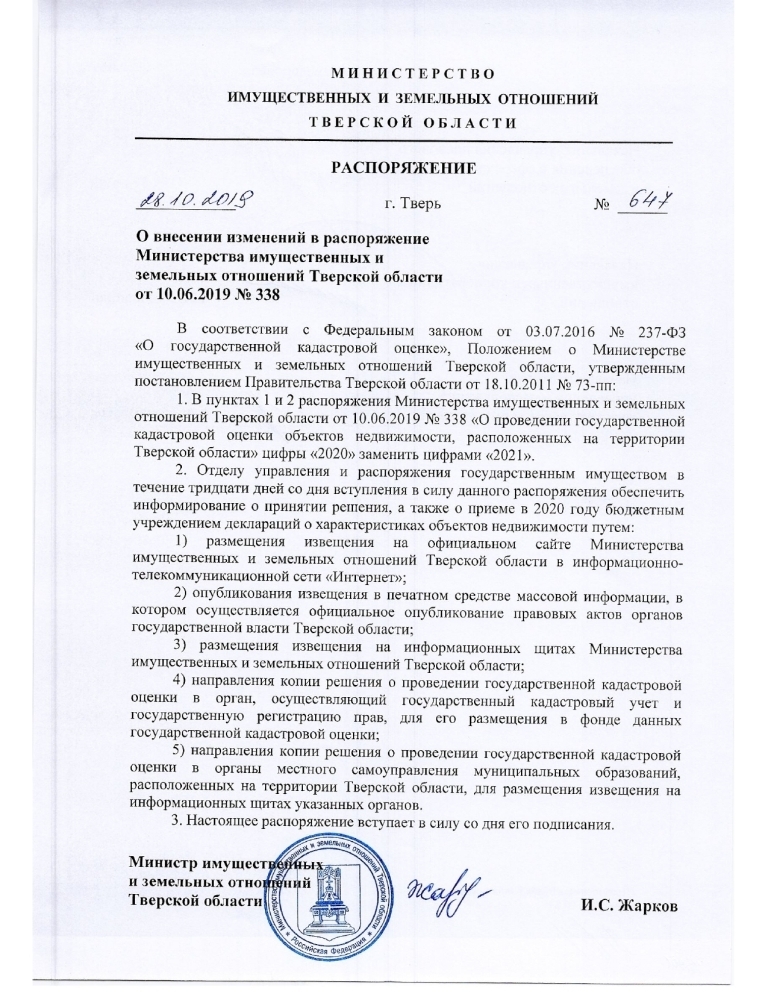 МИНИСТЕРСТВО
ИМУЩЕСТВЕННЫХ И ЗЕМЕЛЬНЫХ ОТНОШЕНИЙ
ТВЕРСКОЙ ОБЛАСТИ
РАСПОРЯЖЕНИЕ
28.10.2019 г. Тверь № 647
О внесении изменений в распоряжение
Министерства имущественных и
земельных отношений Тверской области
от 10.06.2019 № 338
В соответствии с Федеральным законом от 03.07.2016 № 237-ФЗ
«О государственной кадастровой оценке», Положением о Министерстве
имущественных и земельных отношений Тверской области, утвержденным
постановлением Правительства Тверской области от 18.10.2011 № 73-пп:
1. В пунктах 1 и 2 распоряжения Министерства имущественных и земельных
отношений Тверской области от 10.06.2019 № 338 «О проведении государственной
кадастровой оценки объектов недвижимости, расположенных на территории
Тверской области» цифры «2020» заменить цифрами «2021».
2. Отделу управления и распоряжения государственным имуществом в
течение тридцати дней со дня вступления в силу данного распоряжения обеспечить
информирование о принятии решения, а также о приеме в 2020 году бюджетным
учреждением деклараций о характеристиках объектов недвижимости путем:
1) размещения извещения на официальном сайте Министерства
имущественных и земельных отношений Тверской области в информационно-
телекоммуникационной сети «Интернет»;
2) опубликования извещения в печатном средстве массовой информации, в
котором осуществляется официальное опубликование правовых актов органов
государственной власти Тверской области;
3) размещения извещения на информационных щитах Министерства
имущественных и земельных отношений Тверской области;
4) направления копии решения о проведении государственной кадастровой
оценки в орган, осуществляющий государственный кадастровый учет и
государственную регистрацию прав, для его размещения в фонде данных
государственной кадастровой оценки;
5) направления копии решения о проведении государственной кадастровой
оценки в органы местного самоуправления муниципальных образований,
расположенных на территории Тверской области, для размещения извещения на
информационных щитах указанных органов.
3. Настоящее распоряжение вступает в силу со дня его подписания.
Министр имущественных
и земельных отношений
Тверской области И.С. Жарков
Министерство имущественных и земельных отношений Тверской области
* Российская Федерация *